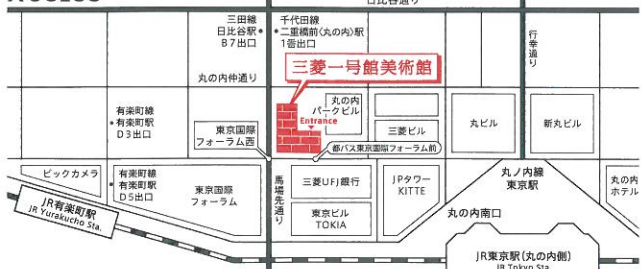 ACCESS
日比谷通り
三田線
日比谷駅
B7出口
千代田線
二重橋前〈丸の内〉駅
1番出口
行幸通り
三菱一号館美術館
丸の内仲通り
有楽町線
有楽町駅
D3出口
東京国際
フォーラム西
Entrance
丸の内
パークビル
三菱ビル
丸ビル
新丸ビル
都バス東京国際フォーラム前
ビックカメラ
有楽町線
有楽町駅
D5出口
東京国際
フォーラム
馬場先通り
三菱UFJ銀行
JPタワー
KITTE
丸ノ内線
東京駅
丸の内
ホテル
東京ビル
TOKIA
丸の内南口
JR有楽町駅
JR Yurakucho Sta.
JR東京駅(丸の内側)
JR Tokyo Sta.